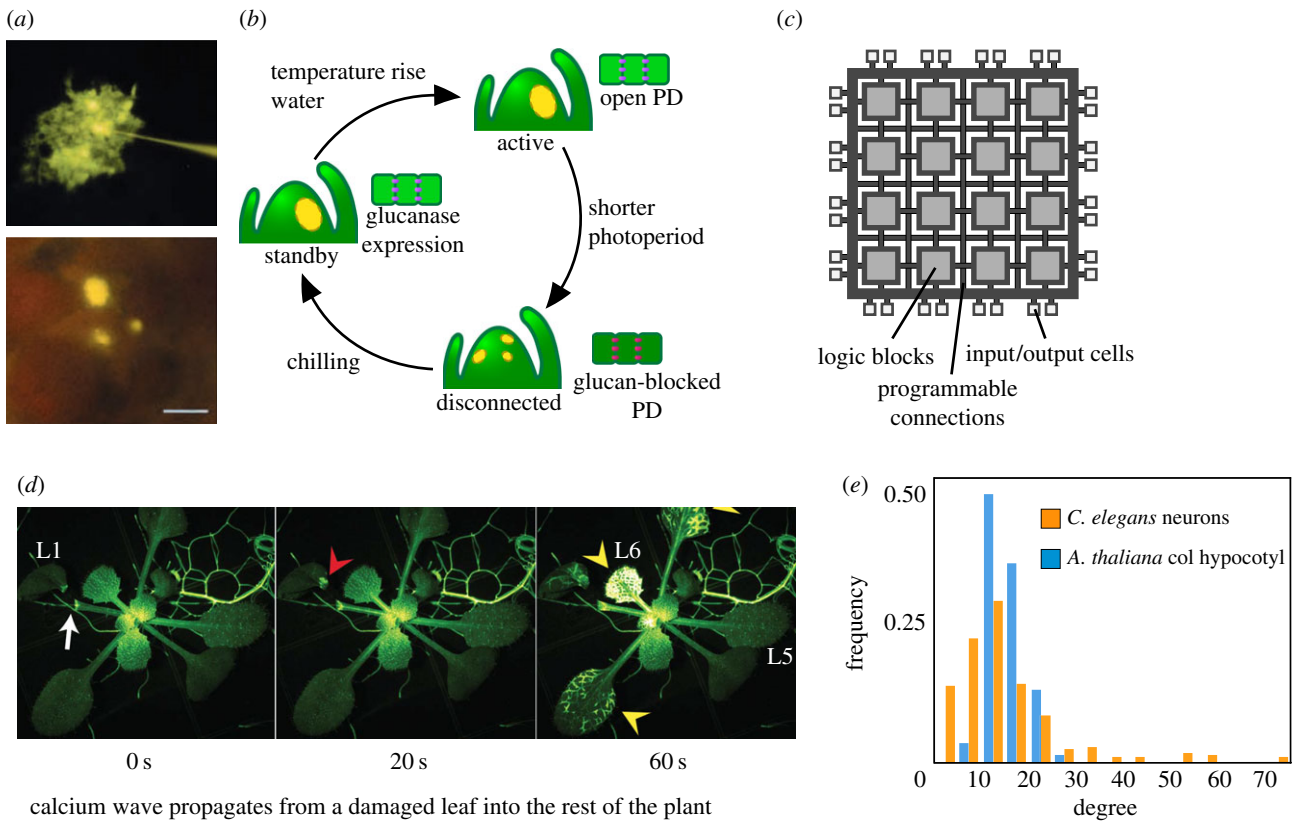 (a)
(b)
temperature rise
water
open PD
active
glucanase
expression
standby
shorter
photoperiod
chilling
disconnected
glucan-blocked
PD
(c)
logic blocks
input/output cells
programmable
connections
(d)
L1
L6
L5
0 s
20 s
60 s
calcium wave propagates from a damaged leaf into the rest of the plant
(e)
0.50
0.25
frequency
C. elegans neurons
A. thaliana col hypocotyl
0 10 20 30 40 50 60 70
degree